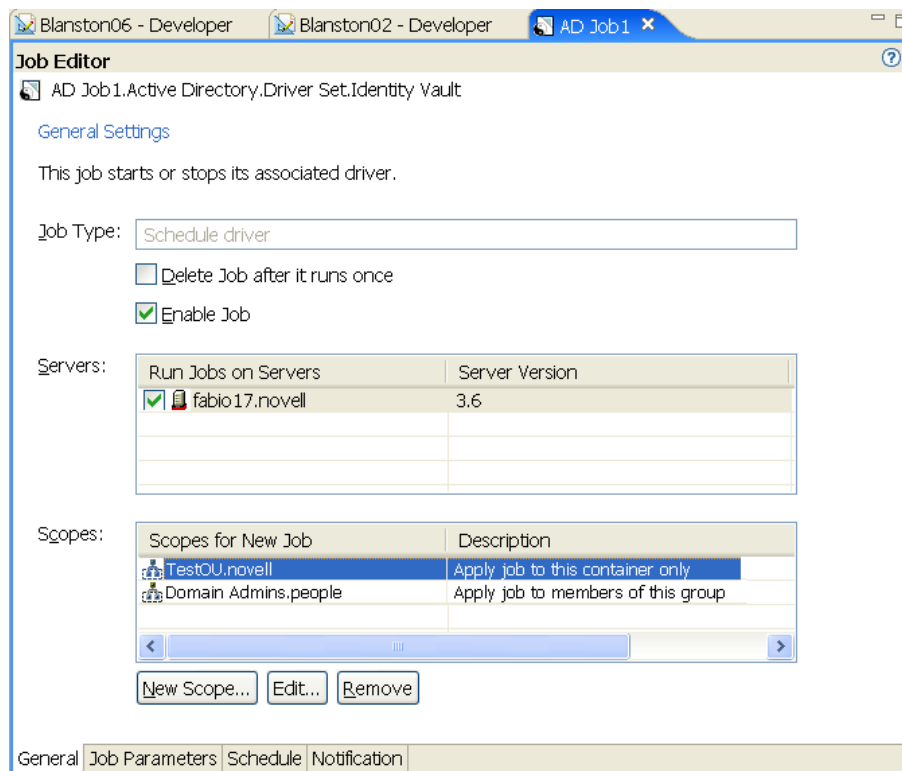 Blanston06 - Developer Blanston02 - Developer AD Job1
Job Editor
AD Job1.Active Directory.Driver Set.Identity Vault
General Settings
This job starts or stops its associated driver.
Job Type: Schedule driver
Delete Job after it runs once
Enable Job
Servers: Run Jobs on Servers Server Version
fabio17.novell 3.6
Scopes: Scopes for New Job Description
TestOU.novell Apply job to this container only
Domain Admins.people Apply job to members of this group
New Scope... Edit... Remove
General Job Parameters Schedule Notification